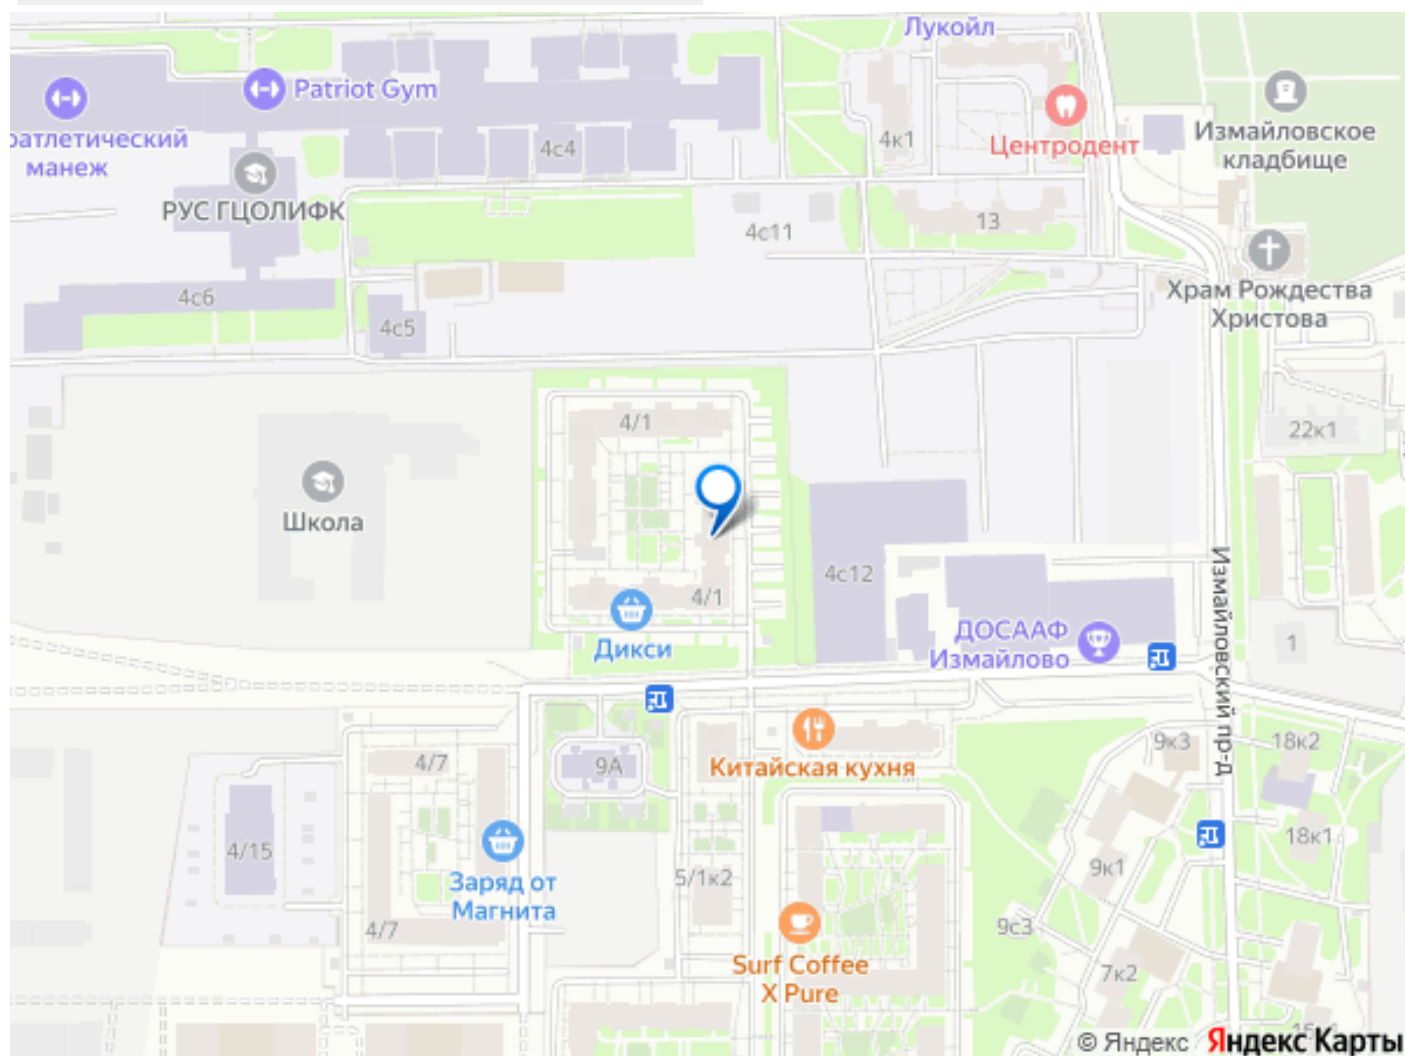 Лукойл
Patriot Gym
Измайловское
кладбище
Центродент
4к1
оатлетический
манеж
4с4
РУС ГЦОЛИФК
13
4с11
Храм Рождества
Христова
4с6
4с5
4/1
22к1
Школа
4с12
4/1
Измайловский пр-д
ДОСААФ
Измайлово
1
Дикси
9к3
18к2
4/7
9А
Китайская кухня
18к1
4/15
9к1
5/1к2
Заряд от
Магнита
4/7
9с3
Surf Coffee
X Pure
7к2
© Яндекс Яндекс Карты